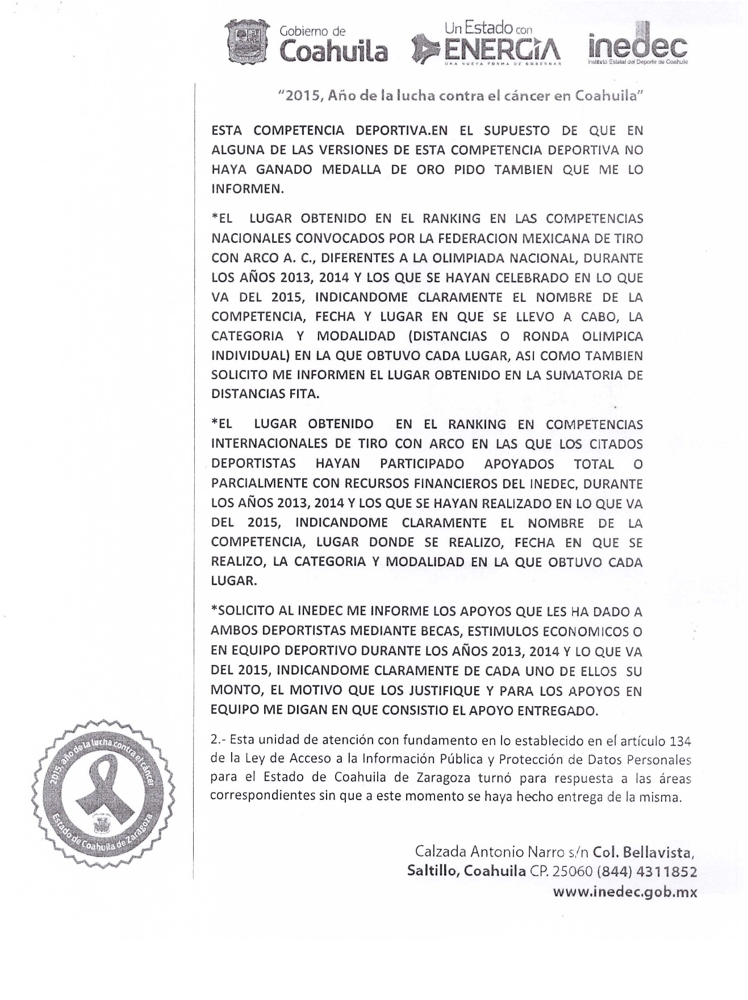 Gobierno de
Coahuila
Un Estado con
ENERGÍA
UNA NUEVA FORMA DE GOBERNAR
inedec
Instituto Estatal del Deporte de Coahuila
"2015, Año de la lucha contra el cáncer en Coahuila"
ESTA COMPETENCIA DEPORTIVA.EN EL SUPUESTO DE QUE EN
ALGUNA DE LAS VERSIONES DE ESTA COMPETENCIA DEPORTIVA NO
HAYA GANADO MEDALLA DE ORO PIDO TAMBIEN QUE ME LO
INFORMEN.
*EL LUGAR OBTENIDO EN EL RANKING EN LAS COMPETENCIAS
NACIONALES CONVOCADOS POR LA FEDERACION MEXICANA DE TIRO
CON ARCO A. C., DIFERENTES A LA OLIMPIADA NACIONAL, DURANTE
LOS AÑOS 2013, 2014 Y LOS QUE SE HAYAN CELEBRADO EN LO QUE
VA DEL 2015, INDICANDOME CLARAMENTE EL NOMBRE DE LA
COMPETENCIA, FECHA Y LUGAR EN QUE SE LLEVO A CABO, LA
CATEGORIA Y MODALIDAD (DISTANCIAS O RONDA OLIMPICA
INDIVIDUAL) EN LA QUE OBTUVO CADA LUGAR, ASI COMO TAMBIEN
SOLICITO ME INFORMEN EL LUGAR OBTENIDO EN LA SUMATORIA DE
DISTANCIAS FITA.
*EL LUGAR OBTENIDO EN EL RANKING EN COMPETENCIAS
INTERNACIONALES DE TIRO CON ARCO EN LAS QUE LOS CITADOS
DEPORTISTAS HAYAN PARTICIPADO APOYADOS TOTAL O
PARCIALMENTE CON RECURSOS FINANCIEROS DEL INEDEC, DURANTE
LOS AÑOS 2013, 2014 Y LOS QUE SE HAYAN REALIZADO EN LO QUE VA
DEL 2015, INDICANDOME CLARAMENTE EL NOMBRE DE LA
COMPETENCIA, LUGAR DONDE SE REALIZO, FECHA EN QUE SE
REALIZO, LA CATEGORIA Y MODALIDAD EN LA QUE OBTUVO CADA
LUGAR.
*SOLICITO AL INEDEC ME INFORME LOS APOYOS QUE LES HA DADO A
AMBOS DEPORTISTAS MEDIANTE BECAS, ESTIMULOS ECONOMICOS O
EN EQUIPO DEPORTIVO DURANTE LOS AÑOS 2013, 2014 Y LO QUE VA
DEL 2015, INDICANDOME CLARAMENTE DE CADA UNO DE ELLOS SU
MONTO, EL MOTIVO QUE LOS JUSTIFIQUE Y PARA LOS APOYOS EN
EQUIPO ME DIGAN EN QUE CONSISTIO EL APOYO ENTREGADO.
2.- Esta unidad de atención con fundamento en lo establecido en el artículo 134
de la Ley de Acceso a la Información Pública y Protección de Datos Personales
para el Estado de Coahuila de Zaragoza turnó para respuesta a las áreas
correspondientes sin que a este momento se haya hecho entrega de la misma.
2015, año de la lucha contra el cáncer
Estado de Coahuila de Zaragoza
Calzada Antonio Narro s/n Col. Bellavista,
Saltillo, Coahuila CP. 25060 (844) 4311852
www.inedec.gob.mx